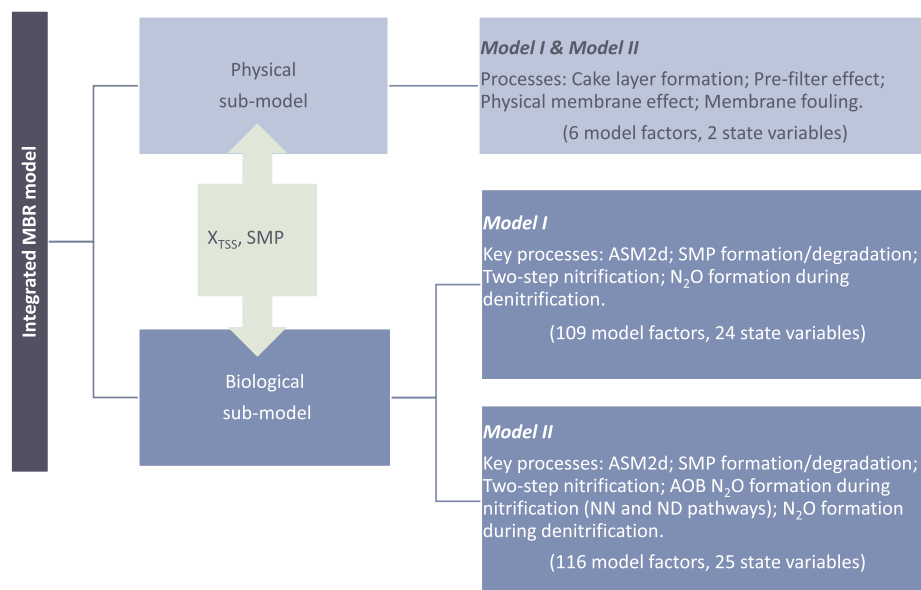 Integrated MBR model
Physical
sub-model
X_TSS, SMP
Biological
sub-model
Model I & Model II
Processes: Cake layer formation; Pre-filter effect;
Physical membrane effect; Membrane fouling.
(6 model factors, 2 state variables)
Model I
Key processes: ASM2d; SMP formation/degradation;
Two-step nitrification; N₂O formation during
denitrification.
(109 model factors, 24 state variables)
Model II
Key processes: ASM2d; SMP formation/degradation;
Two-step nitrification; AOB N₂O formation during
nitrification (NN and ND pathways); N₂O formation
during denitrification.
(116 model factors, 25 state variables)